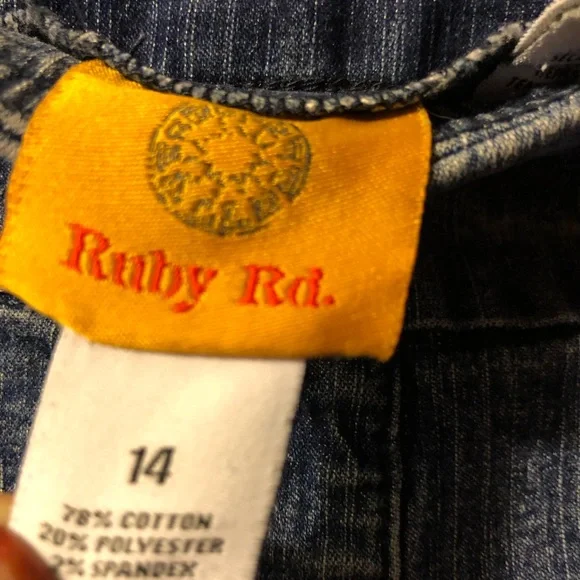 Ruby Rd.
14
78% COTTON
20% POLYESTER
2% SPANDEX